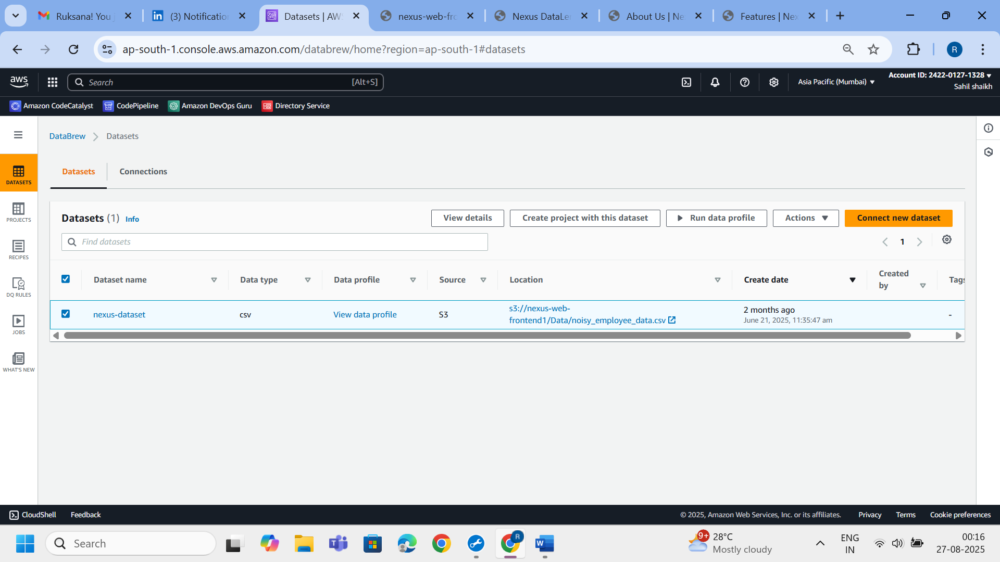 Ruksana! You j
(3) Notification
Datasets | AWS
nexus-web-fro
Nexus DataLe
About Us | Ne
Features | Nex
ap-south-1.console.aws.amazon.com/databrew/home?region=ap-south-1#datasets
R
aws
Search
[Alt+S]
Asia Pacific (Mumbai)
Account ID: 2422-0127-1328
Sahil shaikh
Amazon CodeCatalyst
CodePipeline
Amazon DevOps Guru
Directory Service
DataBrew
Datasets
DATASETS
PROJECTS
RECIPES
DQ RULES
JOBS
WHAT'S NEW
Datasets
Connections
Datasets (1) Info
View details
Create project with this dataset
Run data profile
Actions
Connect new dataset
Find datasets
1
Dataset name
Data type
Data profile
Source
Location
Create date
Created by
Tags
nexus-dataset
csv
View data profile
S3
s3://nexus-web-
frontend1/Data/noisy_employee_data.csv
2 months ago
June 21, 2025, 11:35:47 am
-
CloudShell
Feedback
© 2025, Amazon Web Services, Inc. or its affiliates.
Privacy
Terms
Cookie preferences
Search
R
9+
28°C
Mostly cloudy
ENG
IN
00:16
27-08-2025